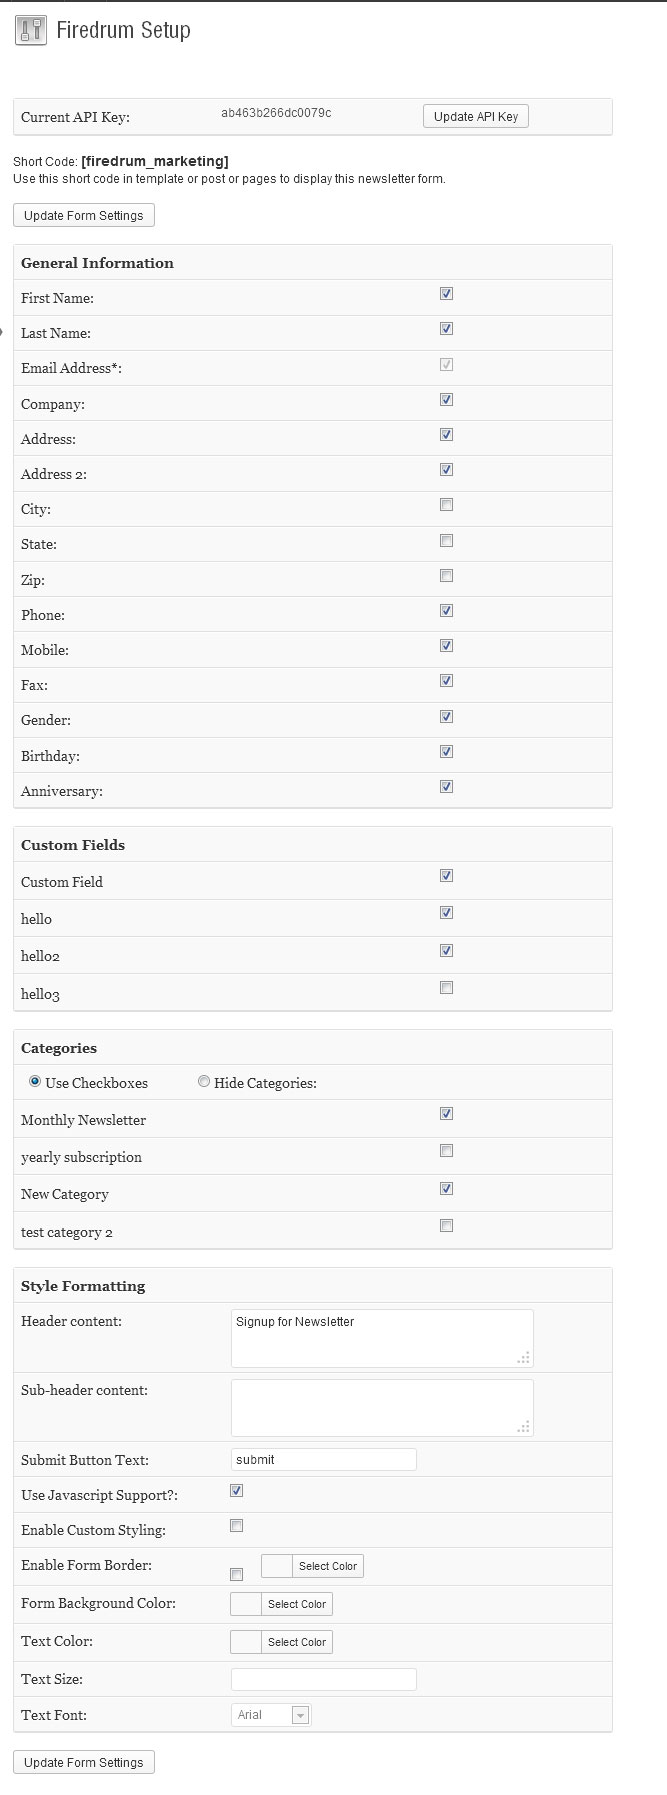 Firedrum Setup
Current API Key: ab463b266dc0079c Update API Key
Short Code: [firedrum_marketing]
Use this short code in template or post or pages to display this newsletter form.
Update Form Settings
General Information
First Name:
Last Name:
Email Address*:
Company:
Address:
Address 2:
City:
State:
Zip:
Phone:
Mobile:
Fax:
Gender:
Birthday:
Anniversary:
Custom Fields
Custom Field
hello
hello2
hello3
Categories
Use Checkboxes Hide Categories:
Monthly Newsletter
yearly subscription
New Category
test category 2
Style Formatting
Header content: Signup for Newsletter
Sub-header content:
Submit Button Text: submit
Use Javascript Support?:
Enable Custom Styling:
Enable Form Border: Select Color
Form Background Color: Select Color
Text Color: Select Color
Text Size:
Text Font: Arial
Update Form Settings